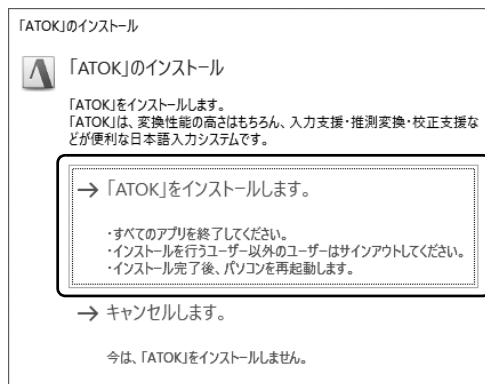 「ATOK」のインストール
「ATOK」のインストール
「ATOK」をインストールします。
「ATOK」は、変換性能の高さはもちろん、入力支援・推測変換・校正支援な
どが便利な日本語入力システムです。
→ 「ATOK」をインストールします。
・すべてのアプリを終了してください。
・インストールを行うユーザー以外のユーザーはサインアウトしてください。
・インストール完了後、パソコンを再起動します。
→ キャンセルします。
今は、「ATOK」をインストールしません。